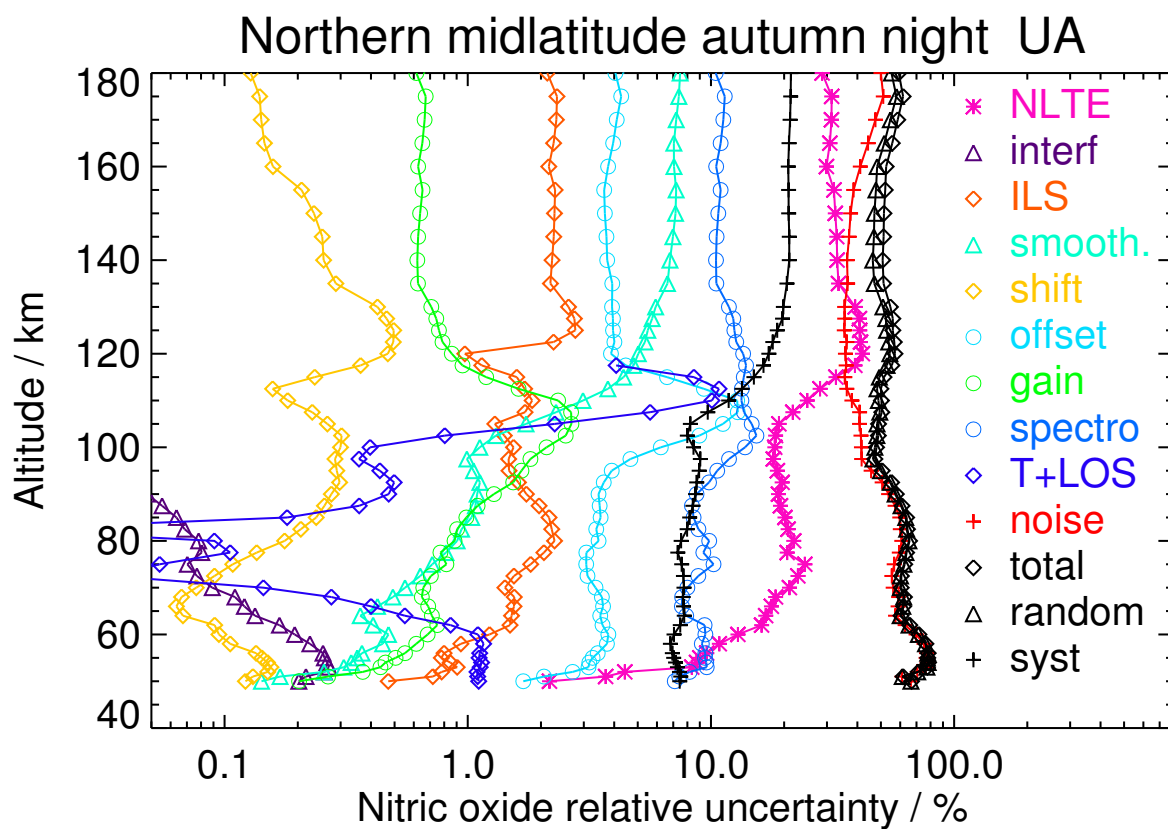 Northern midlatitude autumn night UA
180
160
140
120
100
80
60
40
Altitude / km
0.1
1.0
10.0
100.0
Nitric oxide relative uncertainty / %
NLTE
interf
ILS
smooth.
shift
offset
gain
spectro
T+LOS
noise
total
random
syst